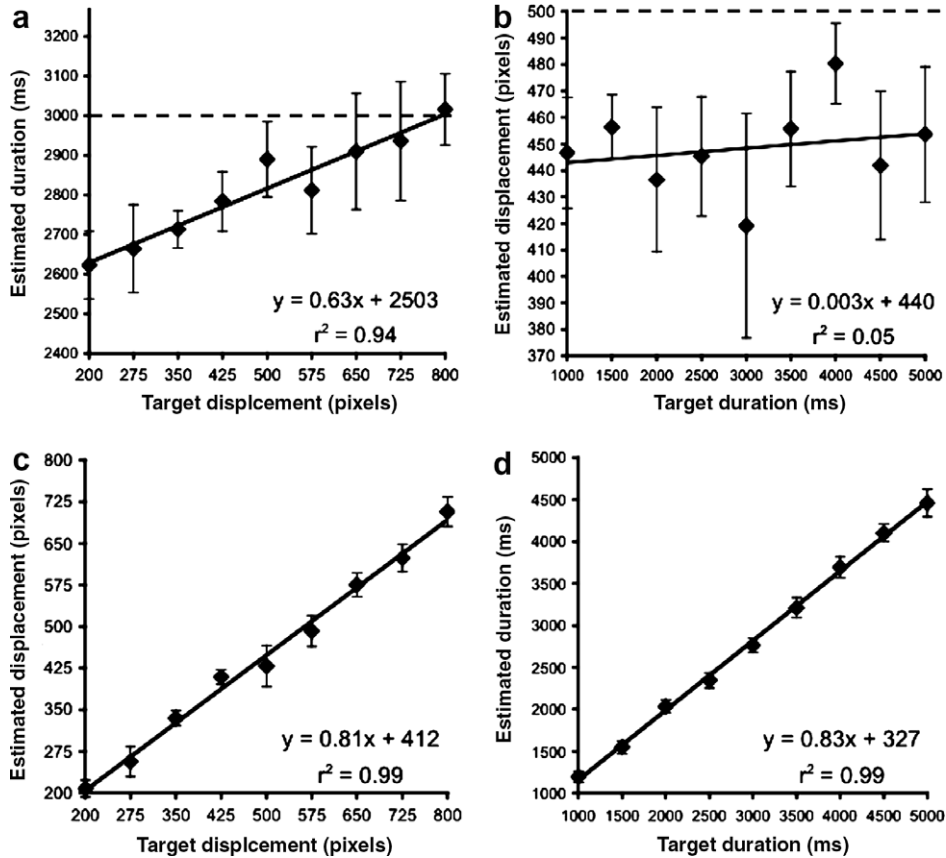 a
Estimated duration (ms)
3200
3100
3000
2900
2800
2700
2600
2500
2400
200 275 350 425 500 575 650 725 800
Target displcement (pixels)
y = 0.63x + 2503
r² = 0.94
b
Estimated displacement (pixels)
500
490
480
470
460
450
440
430
420
410
400
390
380
370
1000 1500 2000 2500 3000 3500 4000 4500 5000
Target duration (ms)
y = 0.003x + 440
r² = 0.05
c
Estimated displacement (pixels)
800
725
650
575
500
425
350
275
200
200 275 350 425 500 575 650 725 800
Target displcement (pixels)
y = 0.81x + 412
r² = 0.99
d
Estimated duration (ms)
5000
4500
4000
3500
3000
2500
2000
1500
1000
1000 1500 2000 2500 3000 3500 4000 4500 5000
Target duration (ms)
y = 0.83x + 327
r² = 0.99